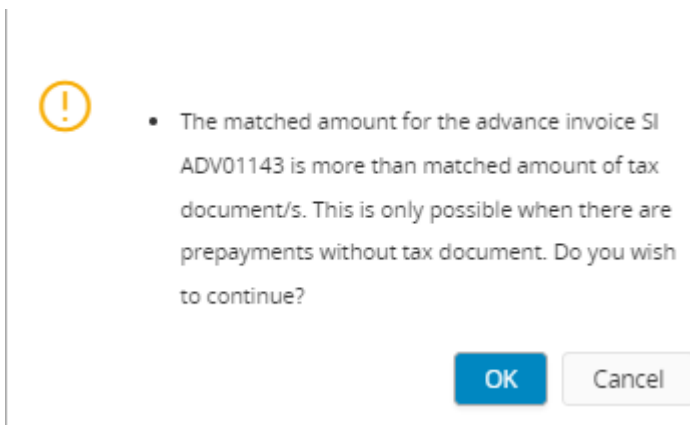 The matched amount for the advance invoice SI
ADV01143 is more than matched amount of tax
document/s. This is only possible when there are
prepayments without tax document. Do you wish
to continue?
OK Cancel